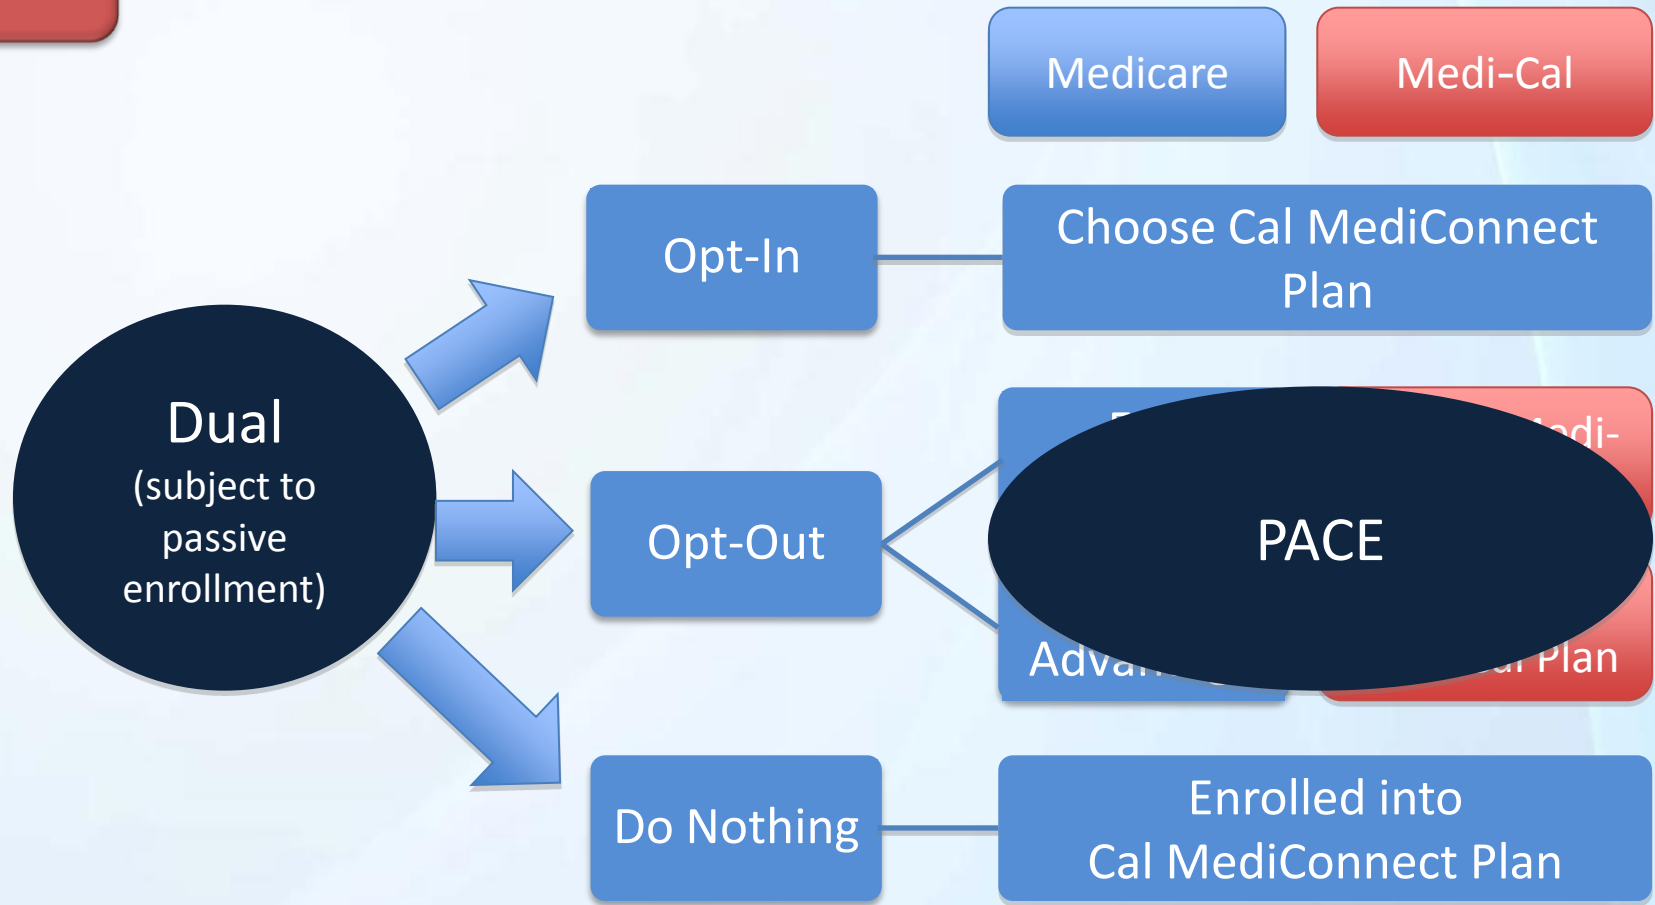 Medicare
Medi-Cal
Opt-In
Choose Cal MediConnect
Plan
Dual
(subject to
passive
enrollment)
Opt-Out
PACE
Plan
Do Nothing
Enrolled into
Cal MediConnect Plan